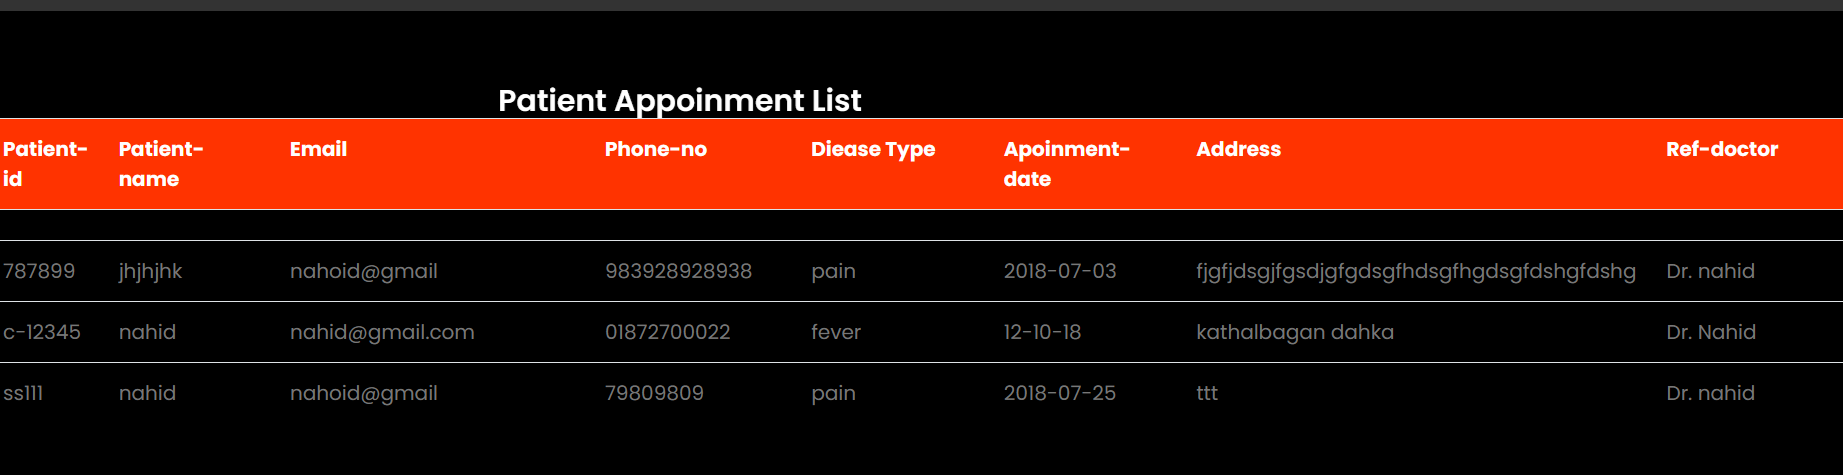 Patient Appoinment List
Patient-id Patient-name Email Phone-no Diease Type Apoinment-date Address Ref-doctor
787899 jhjhjhk nahoid@gmail 983928928938 pain 2018-07-03 fjgfjdsgjfgsdjgfgdsgfhdsgfhgdsgfdshgfdshg Dr. nahid
c-12345 nahid nahid@gmail.com 01872700022 fever 12-10-18 kathalbagan dahka Dr. Nahid
ss111 nahid nahoid@gmail 79809809 pain 2018-07-25 ttt Dr. nahid